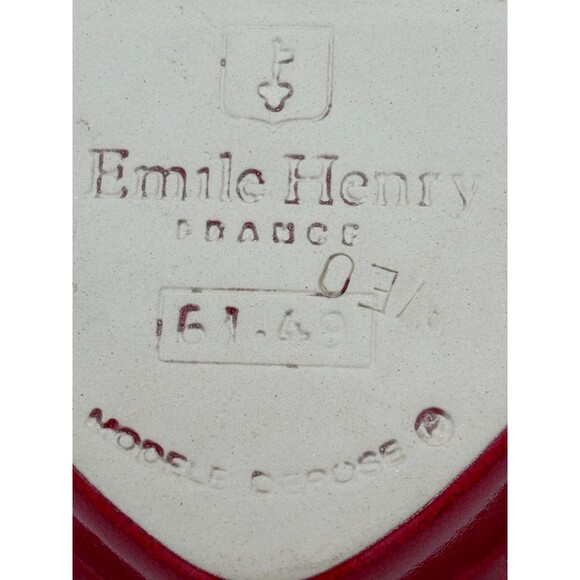 Emile Henry
FRANCE
61.49
MODELE DEPOSE